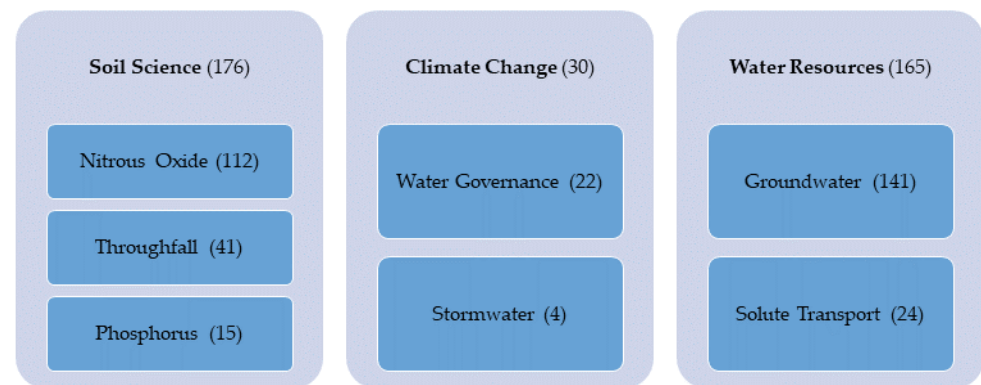 Soil Science (176)
Nitrous Oxide (112)
Throughfall (41)
Phosphorus (15)
Climate Change (30)
Water Governance (22)
Stormwater (4)
Water Resources (165)
Groundwater (141)
Solute Transport (24)